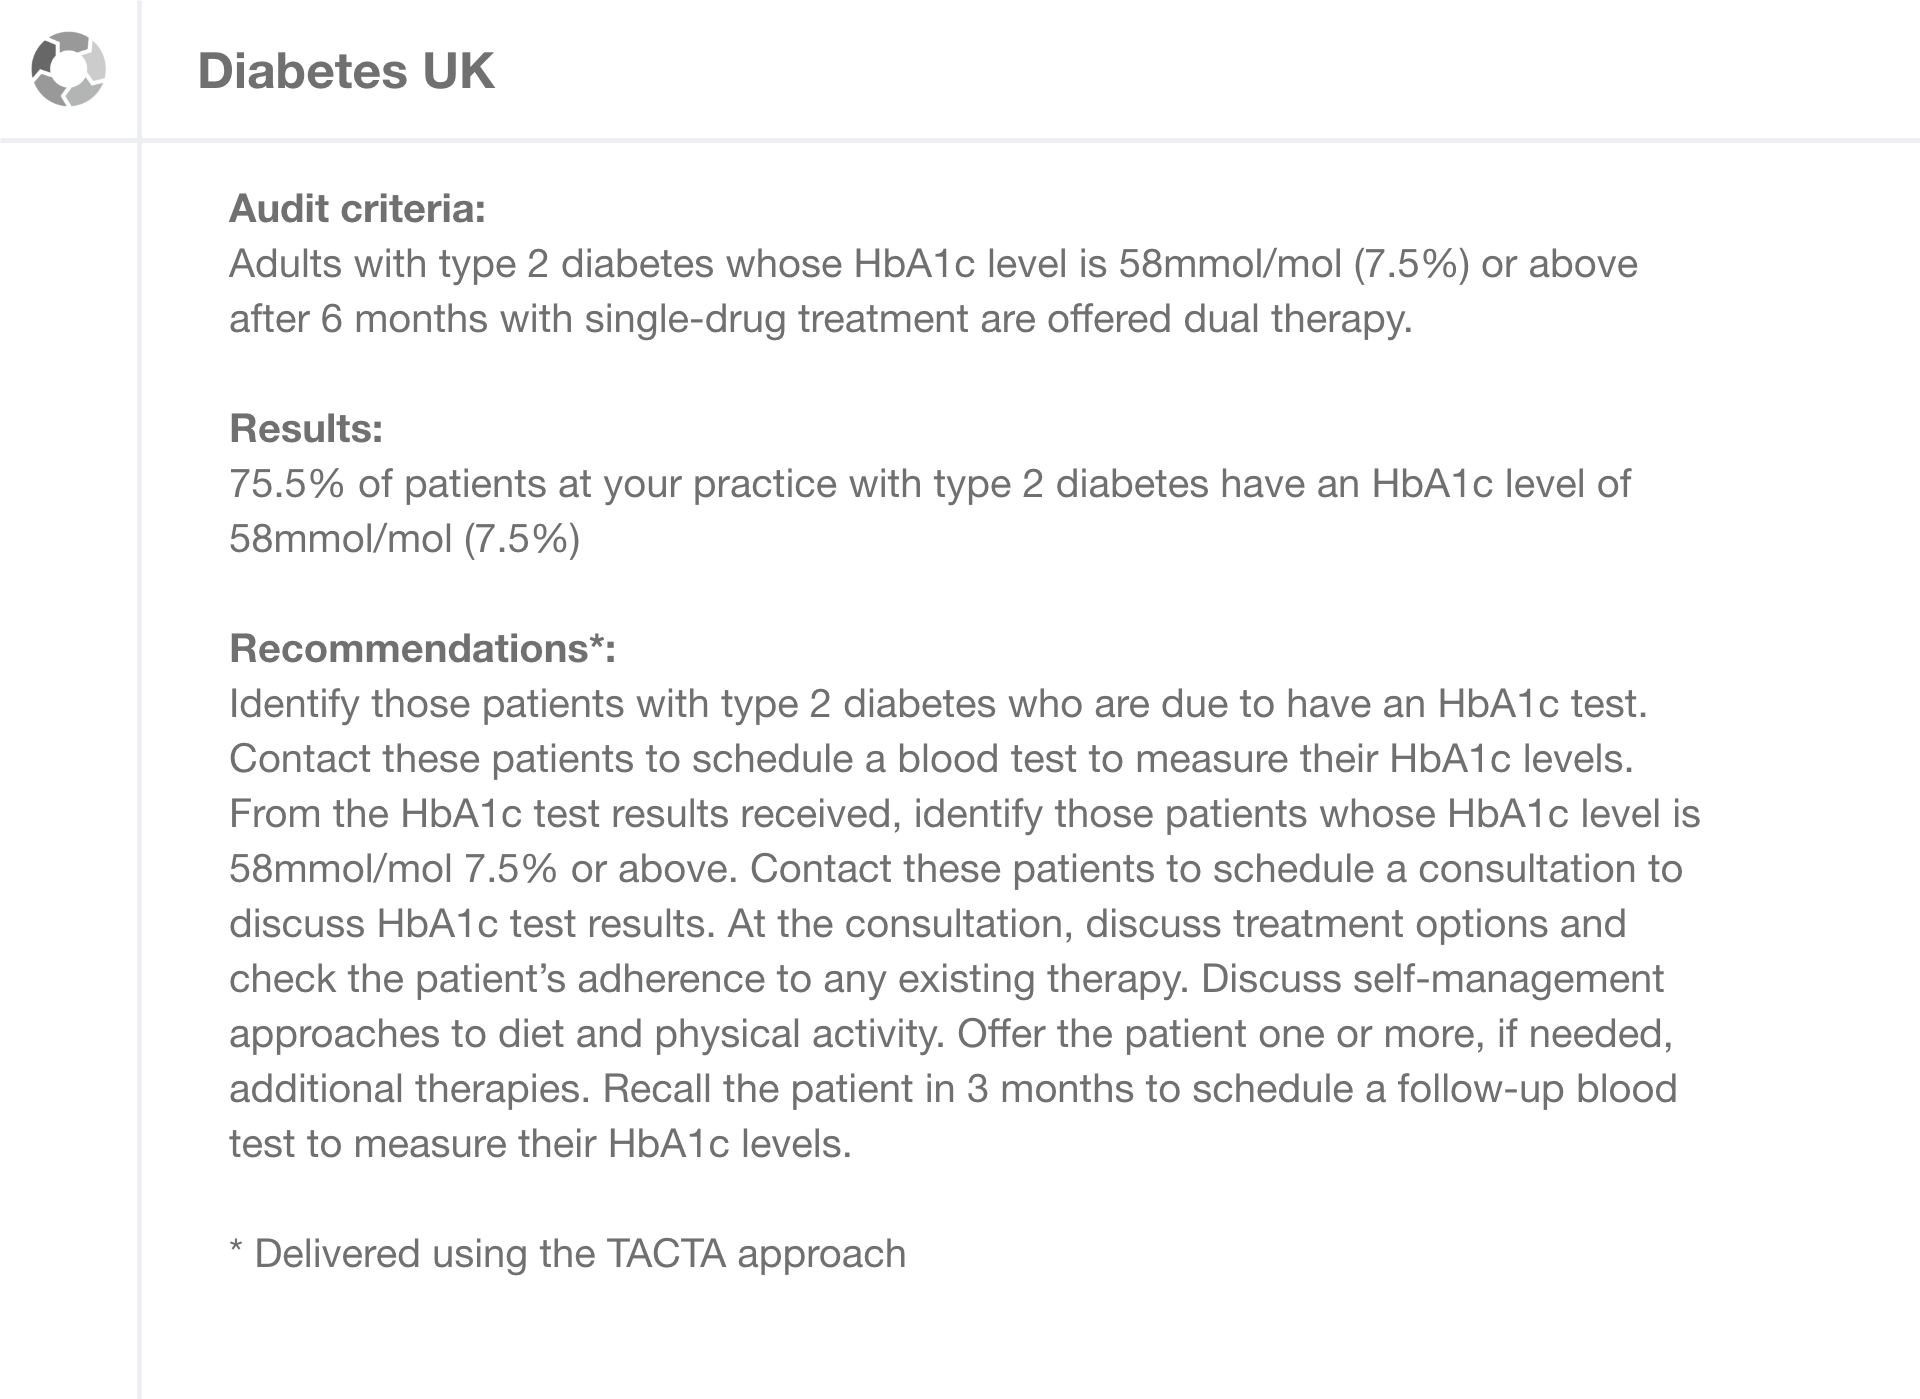 Diabetes UK
Audit criteria:
Adults with type 2 diabetes whose HbA1c level is 58mmol/mol (7.5%) or above
after 6 months with single-drug treatment are offered dual therapy.
Results:
75.5% of patients at your practice with type 2 diabetes have an HbA1c level of
58mmol/mol (7.5%)
Recommendations*:
Identify those patients with type 2 diabetes who are due to have an HbA1c test.
Contact these patients to schedule a blood test to measure their HbA1c levels.
From the HbA1c test results received, identify those patients whose HbA1c level is
58mmol/mol 7.5% or above. Contact these patients to schedule a consultation to
discuss HbA1c test results. At the consultation, discuss treatment options and
check the patient’s adherence to any existing therapy. Discuss self-management
approaches to diet and physical activity. Offer the patient one or more, if needed,
additional therapies. Recall the patient in 3 months to schedule a follow-up blood
test to measure their HbA1c levels.
* Delivered using the TACTA approach